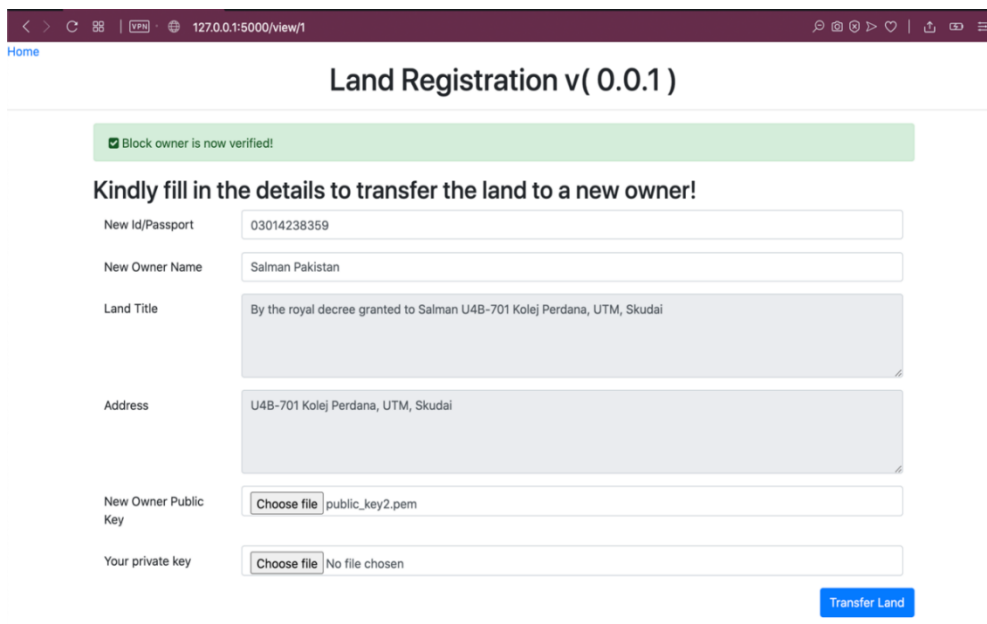 VPN
127.0.0.1:5000/view/1
Home
Land Registration v( 0.0.1 )
Block owner is now verified!
Kindly fill in the details to transfer the land to a new owner!
New Id/Passport 03014238359
New Owner Name Salman Pakistan
Land Title By the royal decree granted to Salman U4B-701 Kolej Perdana, UTM, Skudai
Address U4B-701 Kolej Perdana, UTM, Skudai
New Owner Public Choose file public_key2.pem
Key
Your private key Choose file No file chosen
Transfer Land